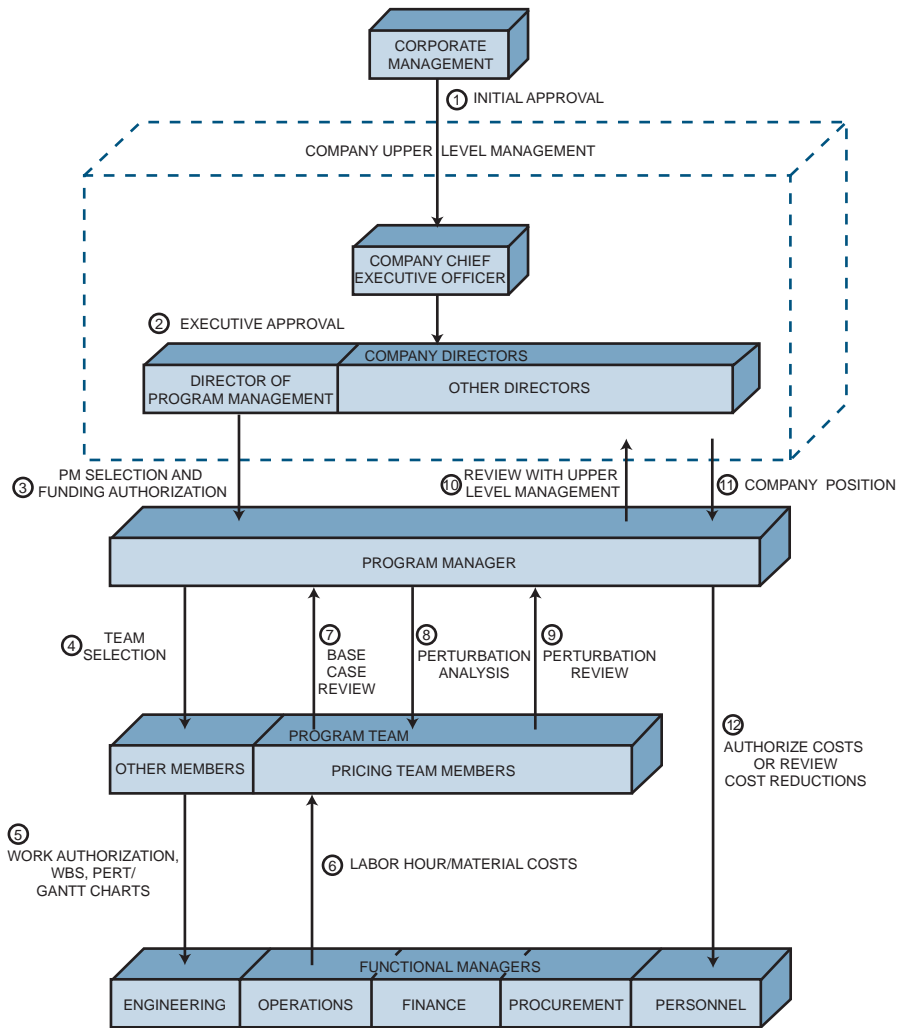 CORPORATE
MANAGEMENT
1 INITIAL APPROVAL
COMPANY UPPER LEVEL MANAGEMENT
COMPANY CHIEF
EXECUTIVE OFFICER
2 EXECUTIVE APPROVAL
COMPANY DIRECTORS
DIRECTOR OF
PROGRAM MANAGEMENT
OTHER DIRECTORS
3 PM SELECTION AND
FUNDING AUTHORIZATION
10 REVIEW WITH UPPER
LEVEL MANAGEMENT
11 COMPANY POSITION
PROGRAM MANAGER
4 TEAM
SELECTION
7
BASE
CASE
REVIEW
8
PERTURBATION
ANALYSIS
9
PERTURBATION
REVIEW
12
AUTHORIZE COSTS
OR REVIEW
COST REDUCTIONS
PROGRAM TEAM
OTHER MEMBERS
PRICING TEAM MEMBERS
5
WORK AUTHORIZATION,
WBS, PERT/
GANTT CHARTS
6 LABOR HOUR/MATERIAL COSTS
FUNCTIONAL MANAGERS
ENGINEERING
OPERATIONS
FINANCE
PROCUREMENT
PERSONNEL